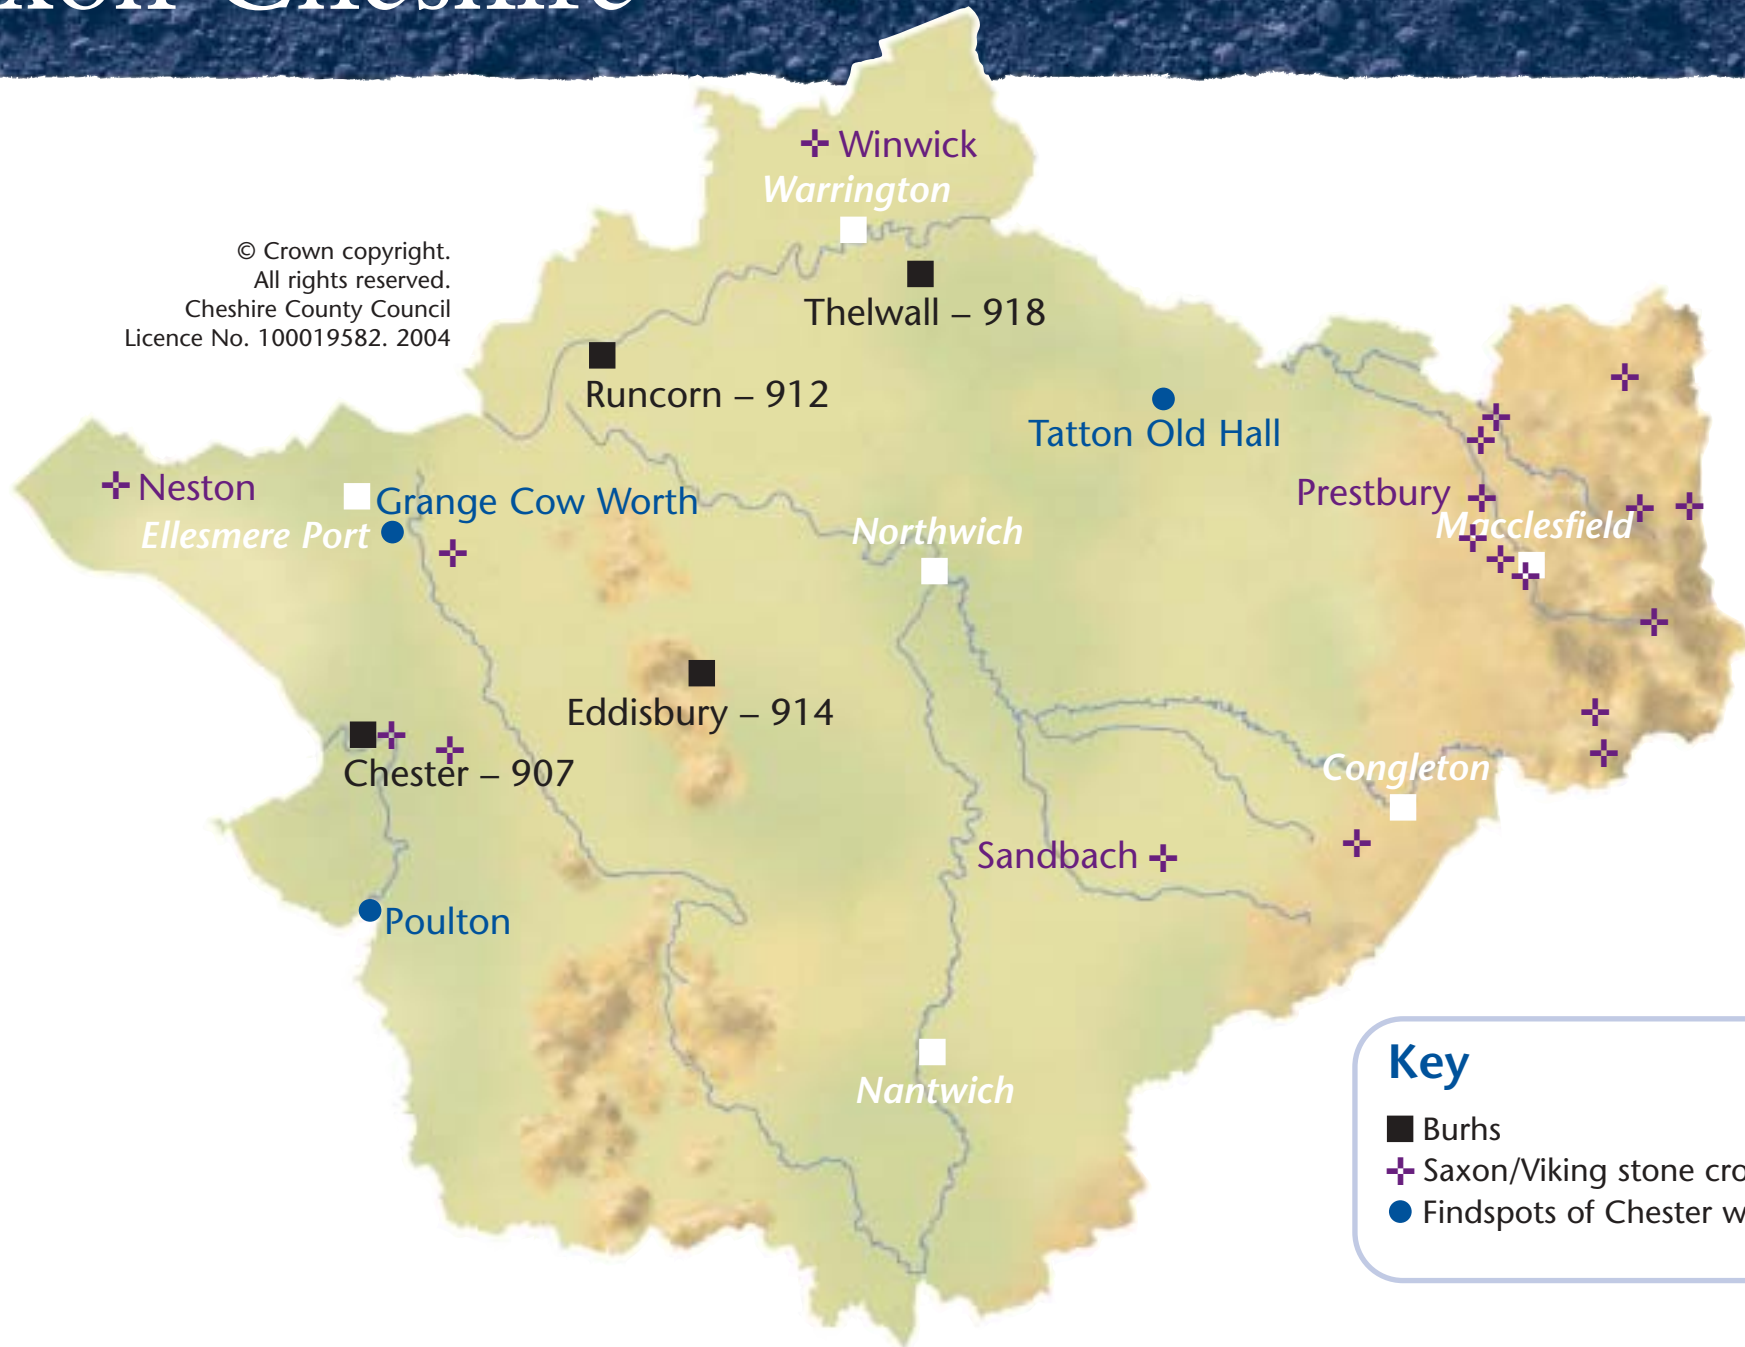 Cheshire
Winwick
Warrington
© Crown copyright.
All rights reserved.
Cheshire County Council
Licence No. 100019582. 2004
Thelwall – 918
Runcorn – 912
Tatton Old Hall
Neston
Grange Cow Worth
Ellesmere Port
Prestbury
Macclesfield
Northwich
Eddisbury – 914
Chester – 907
Congleton
Sandbach
Poulton
Nantwich
Key
Burhs
Saxon/Viking stone
Findspots of Chester